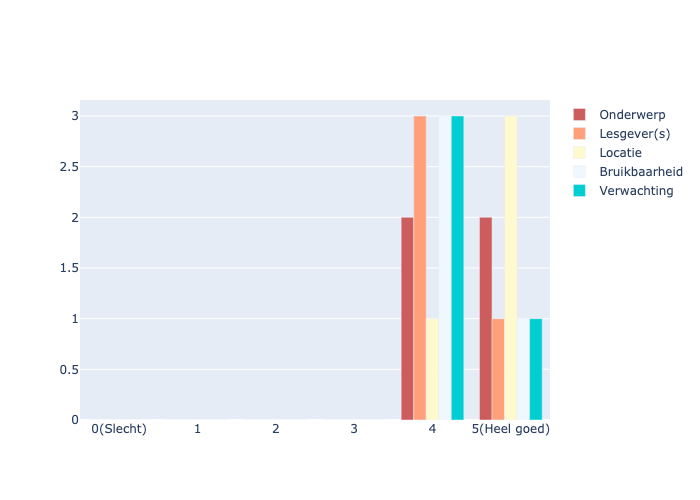 3
2.5
2
1.5
1
0.5
0
0(Slecht)
1
2
3
4
5(Heel goed)
Onderwerp
Lesgever(s)
Locatie
Bruikbaarheid
Verwachting